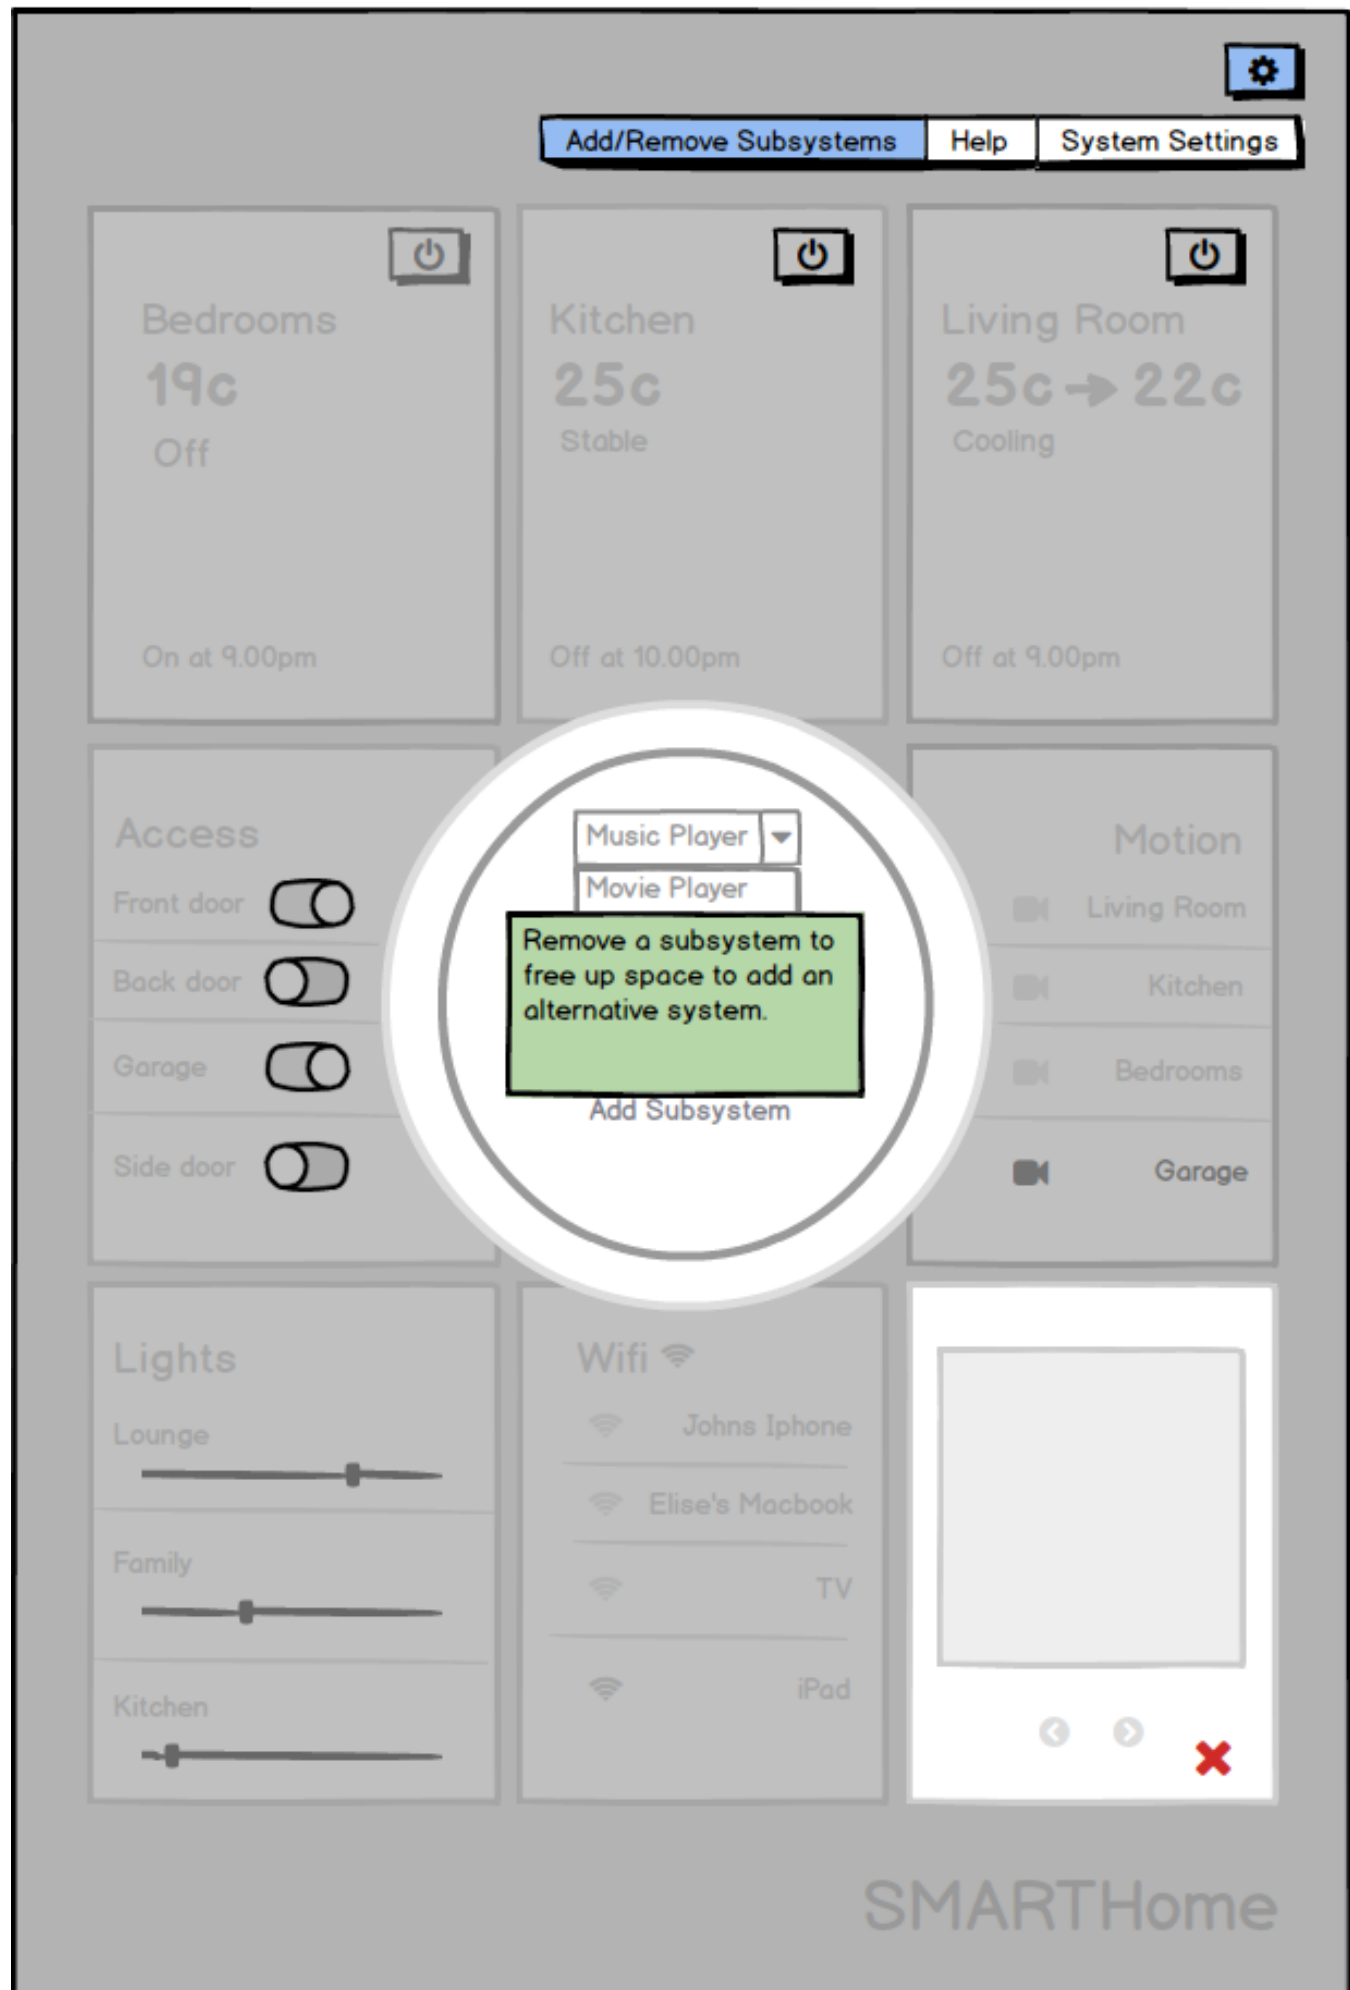 Add/Remove Subsystems Help System Settings
Bedrooms
19c
Off
On at 9.00pm
Kitchen
25c
Stable
Off at 10.00pm
Living Room
25c 22c
Cooling
Off at 9.00pm
Access
Front door
Back door
Garage
Side door
Music Player
Movie Player
Remove a subsystem to
free up space to add an
alternative system.
Add Subsystem
Motion
Living Room
Kitchen
Bedrooms
Garage
Lights
Lounge
Family
Kitchen
Wifi
Johns Iphone
Elise's Macbook
TV
iPad
SMARTHome